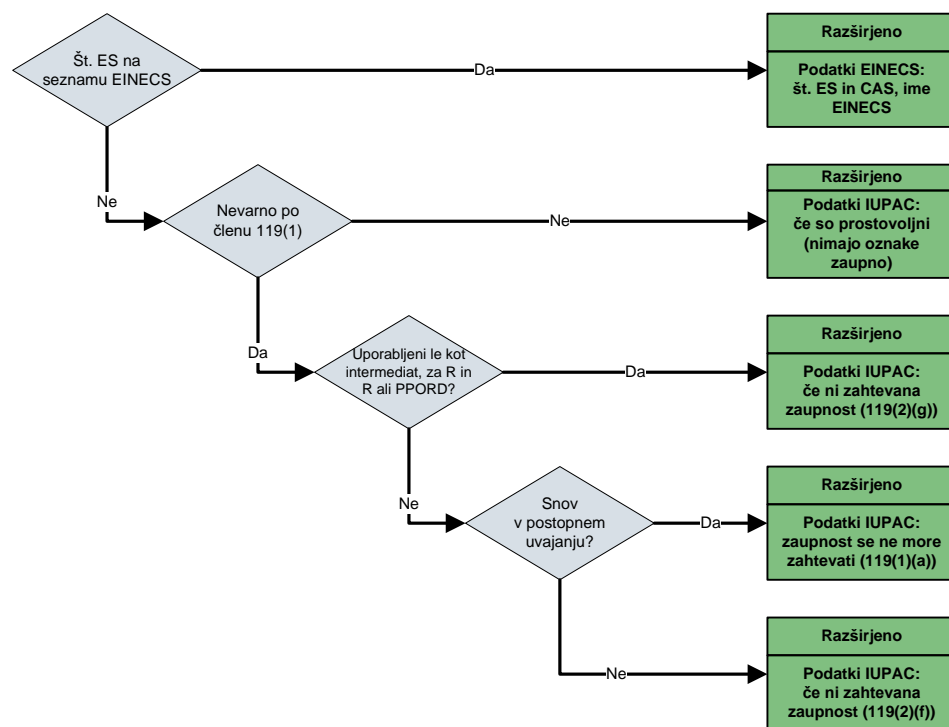 Št. ES na
seznamu EINECS
Da
Razširjeno
Podatki EINECS:
št. ES in CAS, ime
EINECS
Ne
Nevarno po
členu 119(1)
Ne
Razširjeno
Podatki IUPAC:
če so prostovoljni
(nimajo oznake
zaupno)
Da
Uporabljeni le kot
intermediat, za R in
R ali PPORD?
Da
Razširjeno
Podatki IUPAC:
če ni zahtevana
zaupnost (119(2)(g))
Ne
Snov
v postopnem
uvajanju?
Da
Razširjeno
Podatki IUPAC:
zaupnost se ne more
zahtevati (119(1)(a))
Ne
Razširjeno
Podatki IUPAC:
če ni zahtevana
zaupnost (119(2)(f))